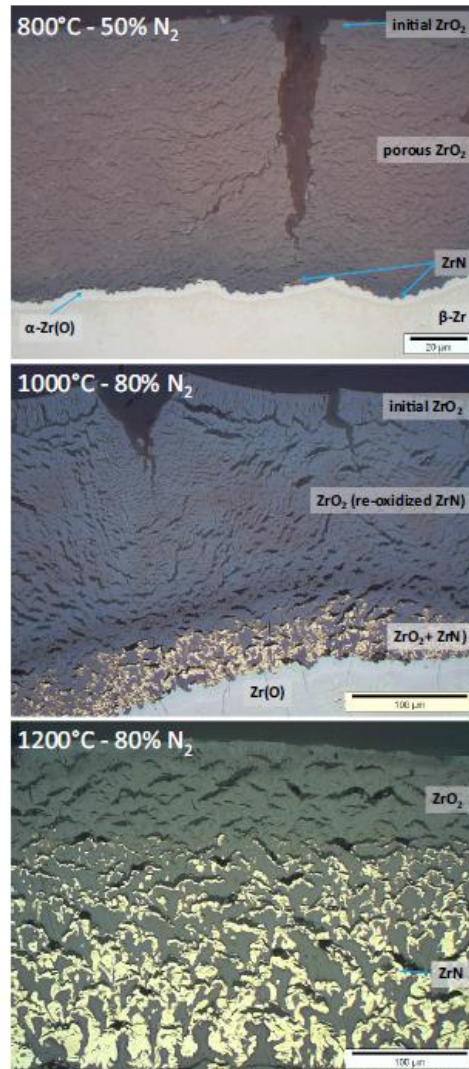 800°C - 50% N₂
initial ZrO₂
porous ZrO₂
ZrN
α-Zr(O)
β-Zr
20 µm
1000°C - 80% N₂
initial ZrO₂
ZrO₂ (re-oxidized ZrN)
ZrO₂+ ZrN)
Zr(O)
100 µm
1200°C - 80% N₂
ZrO₂
ZrN
100 µm